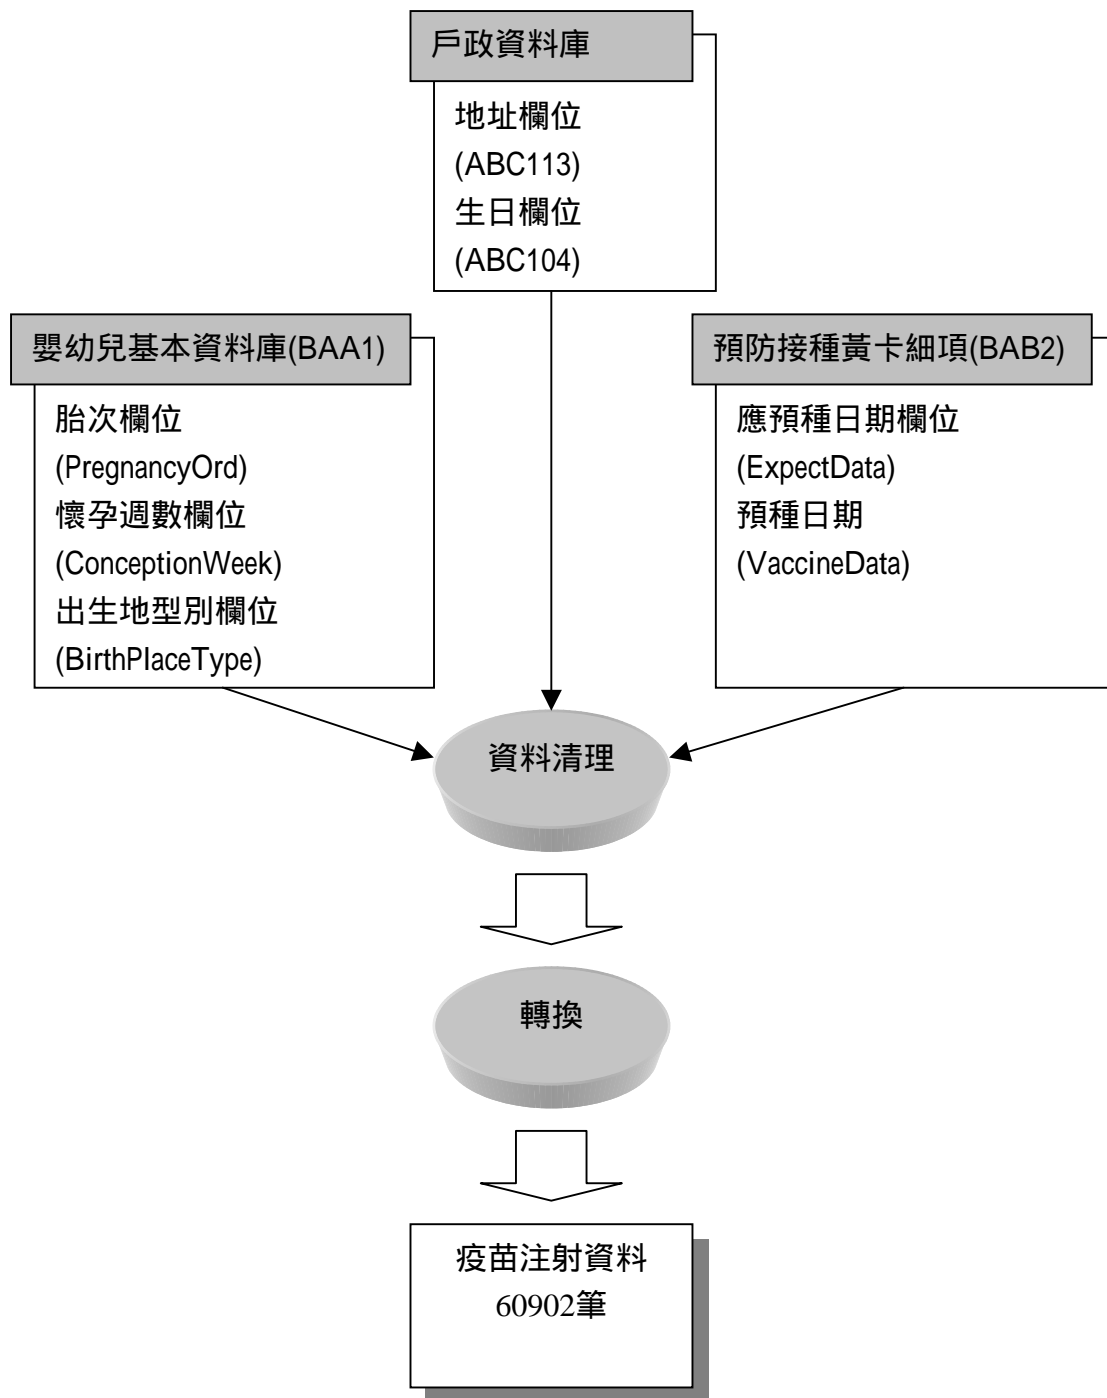 戶政資料庫
地址欄位
(ABC113)
生日欄位
(ABC104)
嬰幼兒基本資料庫(BAA1)
胎次欄位
(PregnancyOrd)
懷孕週數欄位
(ConceptionWeek)
出生地型別欄位
(BirthPlaceType)
預防接種黃卡細項(BAB2)
應預種日期欄位
(ExpectData)
預種日期
(VaccineData)
資料清理
轉換
疫苗注射資料
60902筆